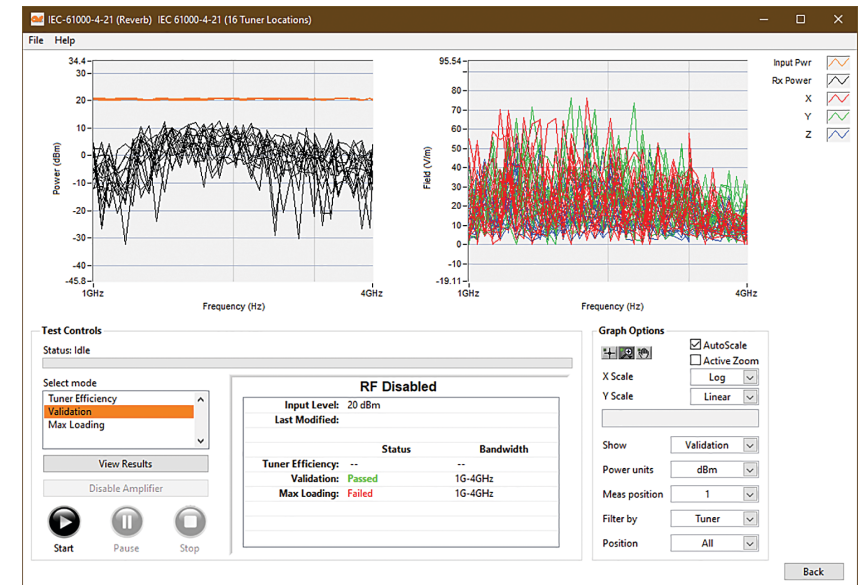 IEC-61000-4-21 (Reverb)  IEC 61000-4-21 (16 Tuner Locations)
File Help
34.4
30
20
10
0
-10
-20
-30
-40
-45.8
Power (dBm)
1GHz
4GHz
Frequency (Hz)
95.54
80
70
60
50
40
30
20
10
0
-10
-19.11
Field (V/m)
1GHz
4GHz
Frequency (Hz)
Input Pwr
Rx Power
X
Y
Z
Test Controls
Status: Idle
Select mode
Tuner Efficiency
Validation
Max Loading
View Results
Disable Amplifier
Start
Pause
Stop
RF Disabled
Input Level: 20 dBm
Last Modified:
Status Bandwidth
Tuner Efficiency: -- --
Validation: Passed 1G-4GHz
Max Loading: Failed 1G-4GHz
Graph Options
AutoScale
Active Zoom
X Scale Log
Y Scale Linear
Show Validation
Power units dBm
Meas position 1
Filter by Tuner
Position All
Back